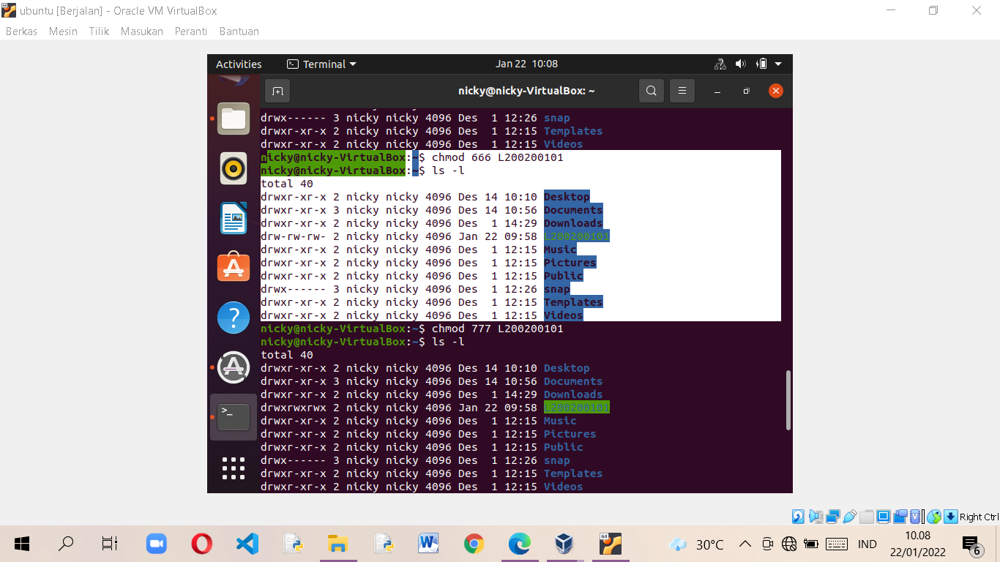 ubuntu [Berjalan] - Oracle VM VirtualBox
Berkas Mesin Tilik Masukan Peranti Bantuan
Activities Terminal Jan 22 10:08
nicky@nicky-VirtualBox: ~
drwx------ 3 nicky nicky 4096 Des  1 12:26 snap
drwxr-xr-x 2 nicky nicky 4096 Des  1 12:15 Templates
drwxr-xr-x 2 nicky nicky 4096 Des  1 12:15 Videos
nicky@nicky-VirtualBox:~$ chmod 666 L200200101
nicky@nicky-VirtualBox:~$ ls -l
total 40
drwxr-xr-x 2 nicky nicky 4096 Des 14 10:10 Desktop
drwxr-xr-x 3 nicky nicky 4096 Des 14 10:56 Documents
drwxr-xr-x 2 nicky nicky 4096 Des  1 14:29 Downloads
drw-rw-rw- 2 nicky nicky 4096 Jan 22 09:58 L200200101
drwxr-xr-x 2 nicky nicky 4096 Des  1 12:15 Music
drwxr-xr-x 2 nicky nicky 4096 Des  1 12:15 Pictures
drwxr-xr-x 2 nicky nicky 4096 Des  1 12:15 Public
drwx------ 3 nicky nicky 4096 Des  1 12:26 snap
drwxr-xr-x 2 nicky nicky 4096 Des  1 12:15 Templates
drwxr-xr-x 2 nicky nicky 4096 Des  1 12:15 Videos
nicky@nicky-VirtualBox:~$ chmod 777 L200200101
nicky@nicky-VirtualBox:~$ ls -l
total 40
drwxr-xr-x 2 nicky nicky 4096 Des 14 10:10 Desktop
drwxr-xr-x 3 nicky nicky 4096 Des 14 10:56 Documents
drwxr-xr-x 2 nicky nicky 4096 Des  1 14:29 Downloads
drwxrwxrwx 2 nicky nicky 4096 Jan 22 09:58 L200200101
drwxr-xr-x 2 nicky nicky 4096 Des  1 12:15 Music
drwxr-xr-x 2 nicky nicky 4096 Des  1 12:15 Pictures
drwxr-xr-x 2 nicky nicky 4096 Des  1 12:15 Public
drwx------ 3 nicky nicky 4096 Des  1 12:26 snap
drwxr-xr-x 2 nicky nicky 4096 Des  1 12:15 Templates
drwxr-xr-x 2 nicky nicky 4096 Des  1 12:15 Videos
Right Ctrl
30°C IND 10.08
22/01/2022
6